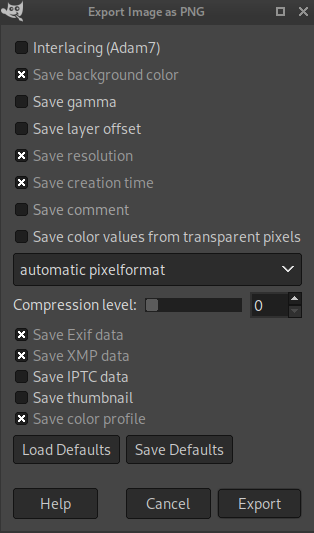 Export Image as PNG
Interlacing (Adam7)
Save background color
Save gamma
Save layer offset
Save resolution
Save creation time
Save comment
Save color values from transparent pixels
automatic pixelformat
Compression level: 0
Save Exif data
Save XMP data
Save IPTC data
Save thumbnail
Save color profile
Load Defaults Save Defaults
Help Cancel Export